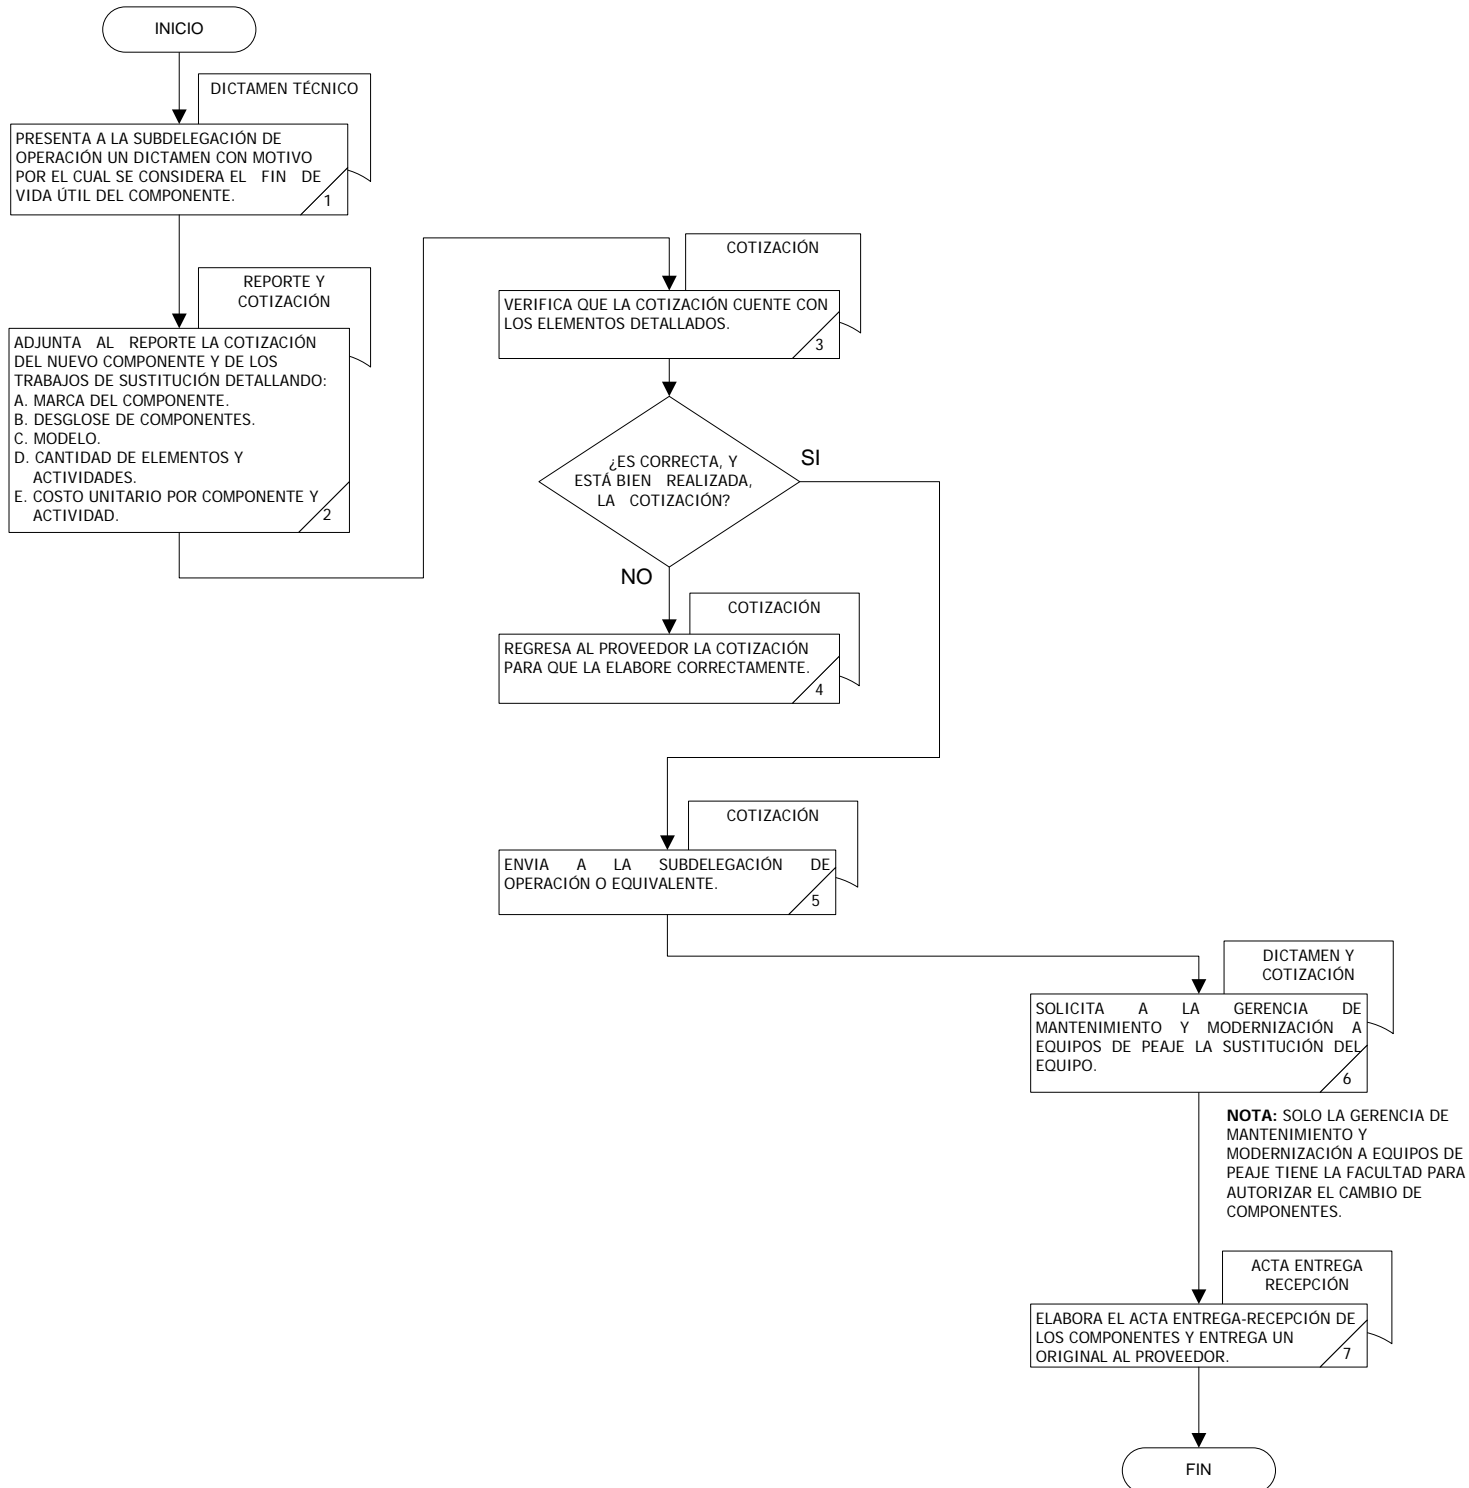 INICIO
DICTAMEN TÉCNICO
PRESENTA A LA SUBDELEGACIÓN DE
OPERACIÓN UN DICTAMEN CON MOTIVO
POR EL CUAL SE CONSIDERA EL FIN DE
VIDA ÚTIL DEL COMPONENTE.
1
REPORTE Y
COTIZACIÓN
ADJUNTA AL REPORTE LA COTIZACIÓN
DEL NUEVO COMPONENTE Y DE LOS
TRABAJOS DE SUSTITUCIÓN DETALLANDO:
A. MARCA DEL COMPONENTE.
B. DESGLOSE DE COMPONENTES.
C. MODELO.
D. CANTIDAD DE ELEMENTOS Y
ACTIVIDADES.
E. COSTO UNITARIO POR COMPONENTE Y
ACTIVIDAD.
2
COTIZACIÓN
VERIFICA QUE LA COTIZACIÓN CUENTE CON
LOS ELEMENTOS DETALLADOS.
3
¿ES CORRECTA, Y
ESTÁ BIEN REALIZADA,
LA COTIZACIÓN?
SI
NO
COTIZACIÓN
REGRESA AL PROVEEDOR LA COTIZACIÓN
PARA QUE LA ELABORE CORRECTAMENTE.
4
COTIZACIÓN
ENVIA A LA SUBDELEGACIÓN DE
OPERACIÓN O EQUIVALENTE.
5
DICTAMEN Y
COTIZACIÓN
SOLICITA A LA GERENCIA DE
MANTENIMIENTO Y MODERNIZACIÓN A
EQUIPOS DE PEAJE LA SUSTITUCIÓN DEL
EQUIPO.
6
NOTA: SOLO LA GERENCIA DE
MANTENIMIENTO Y
MODERNIZACIÓN A EQUIPOS DE
PEAJE TIENE LA FACULTAD PARA
AUTORIZAR EL CAMBIO DE
COMPONENTES.
ACTA ENTREGA
RECEPCIÓN
ELABORA EL ACTA ENTREGA-RECEPCIÓN DE
LOS COMPONENTES Y ENTREGA UN
ORIGINAL AL PROVEEDOR.
7
FIN